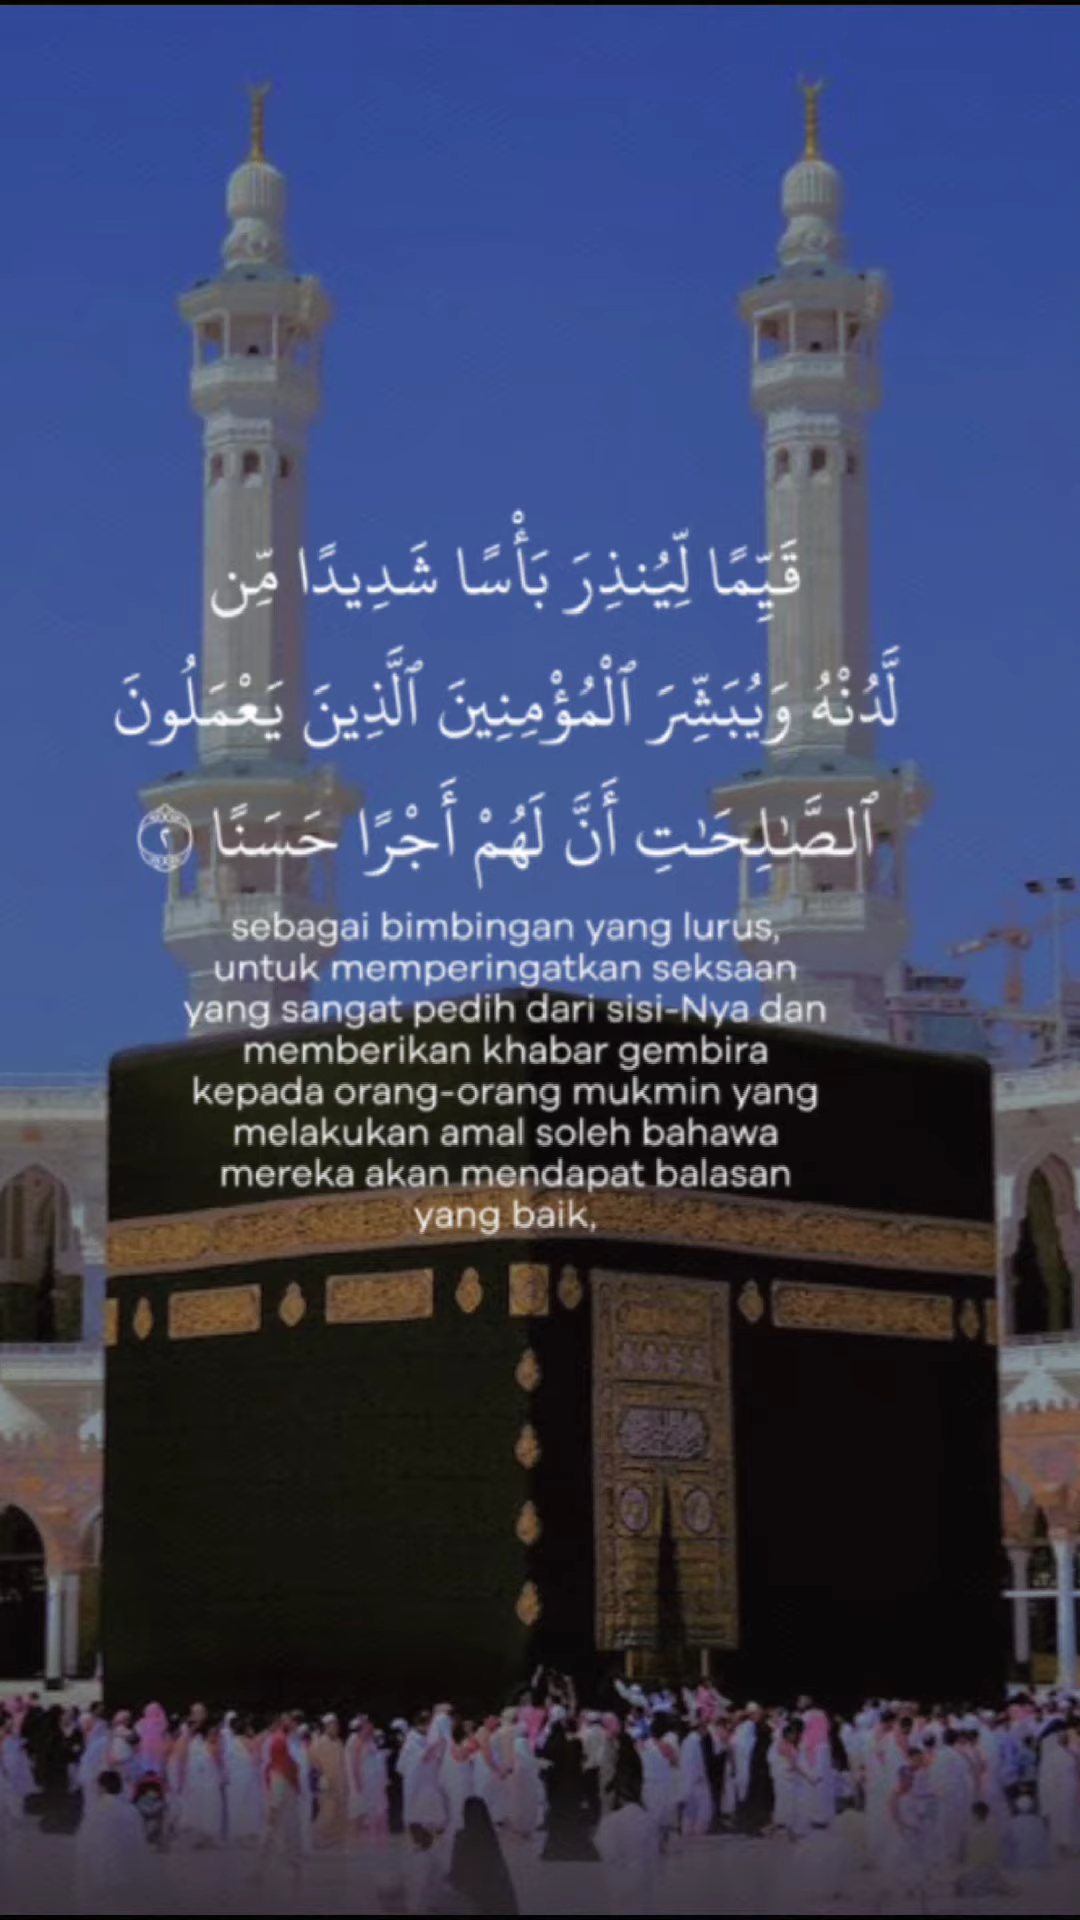 قَيِّمًا لِّيُنذِرَ بَأْسًا شَدِيدًا مِّن
لَّدُنْهُ وَيُبَشِّرَ ٱلْمُؤْمِنِينَ ٱلَّذِينَ يَعْمَلُونَ
ٱلصَّـٰلِحَـٰتِ أَنَّ لَهُمْ أَجْرًا حَسَنًا ٢
sebagai bimbingan yang lurus,
untuk memperingatkan seksaan
yang sangat pedih dari sisi-Nya dan
memberikan khabar gembira
kepada orang-orang mukmin yang
melakukan amal soleh bahawa
mereka akan mendapat balasan
yang baik,